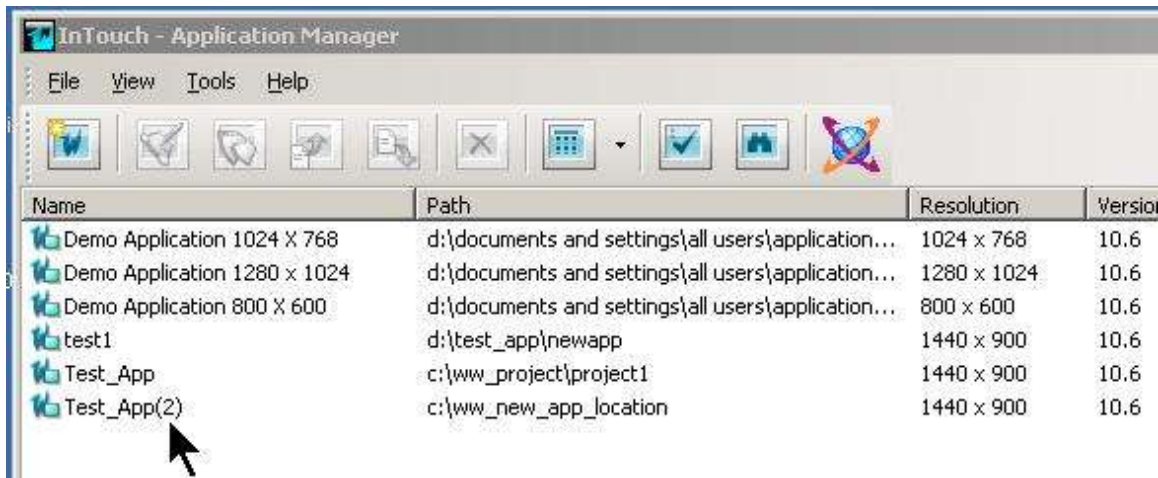 InTouch - Application Manager
File View Tools Help
Name Path Resolution Version
Demo Application 1024 X 768 d:\documents and settings\all users\application... 1024 x 768 10.6
Demo Application 1280 x 1024 d:\documents and settings\all users\application... 1280 x 1024 10.6
Demo Application 800 X 600 d:\documents and settings\all users\application... 800 x 600 10.6
test1 d:\test_app\newapp 1440 x 900 10.6
Test_App c:\ww_project\project1 1440 x 900 10.6
Test_App(2) c:\ww_new_app_location 1440 x 900 10.6